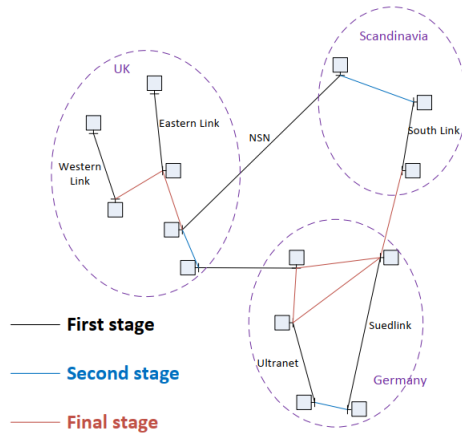 Scandinavia
UK
Eastern Link
NSN
South Link
Western
Link
First stage
Suedlink
Second stage
Ultranet
Germany
Final stage